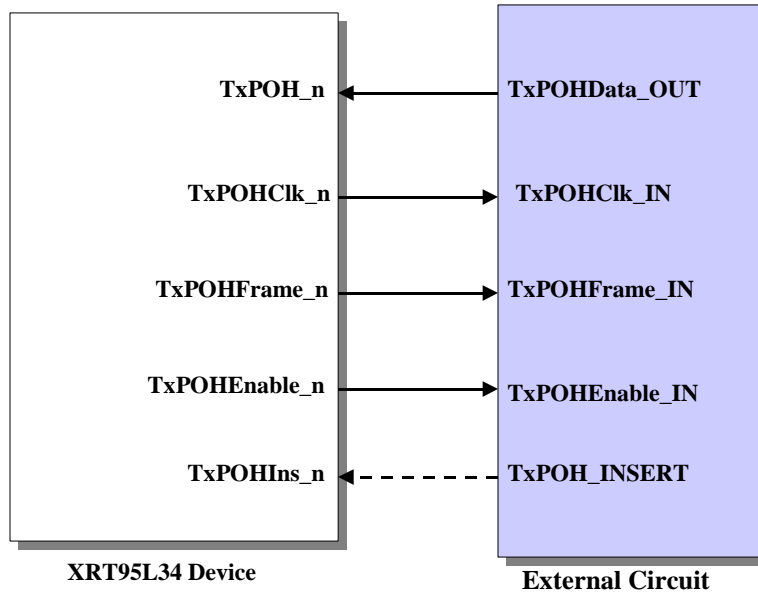 TxPOH_n TxPOHData_OUT
TxPOHClk_n TxPOHClk_IN
TxPOHFrame_n TxPOHFrame_IN
TxPOHEnable_n TxPOHEnable_IN
TxPOHIns_n TxPOH_INSERT
XRT95L34 Device External Circuit